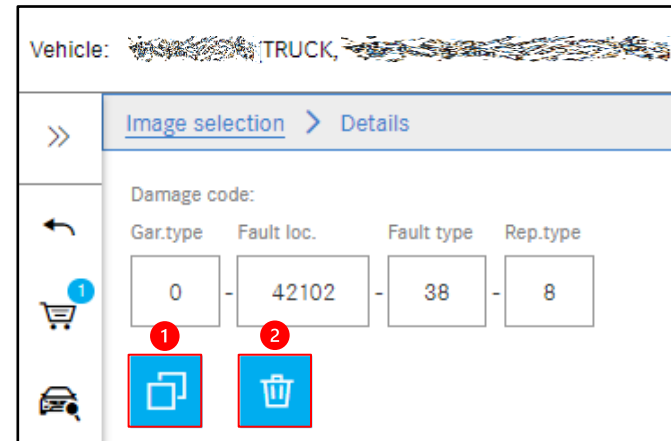 Vehicle: TRUCK,
Image selection > Details
Damage code:
Gar.type Fault loc. Fault type Rep.type
0 - 42102 - 38 - 8
1
1 2